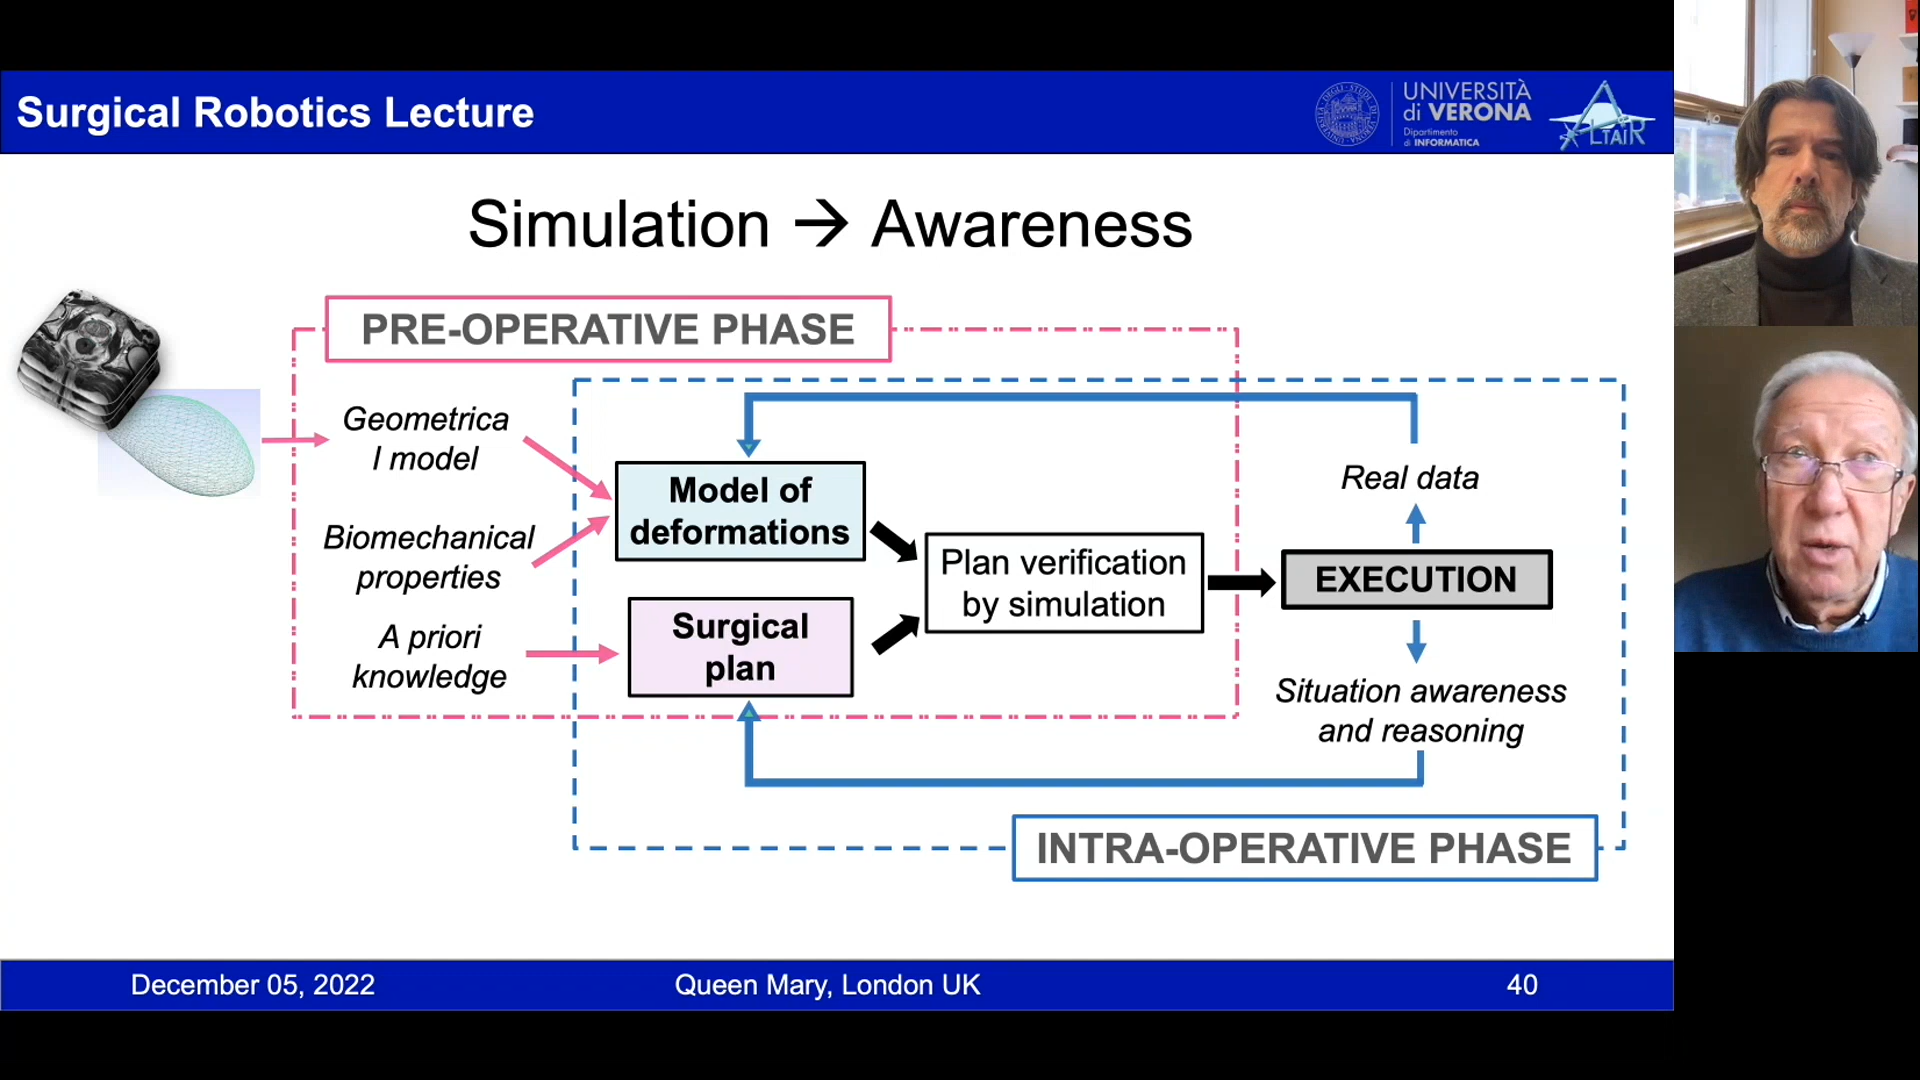 Surgical Robotics Lecture
UNIVERSITÀ
di VERONA
Dipartimento
di INFORMATICA
ALTAIR
Simulation → Awareness
PRE-OPERATIVE PHASE
Geometrica
l model
Biomechanical
properties
A priori
knowledge
Model of
deformations
Surgical
plan
Plan verification
by simulation
Real data
EXECUTION
Situation awareness
and reasoning
INTRA-OPERATIVE PHASE
December 05, 2022
Queen Mary, London UK
40